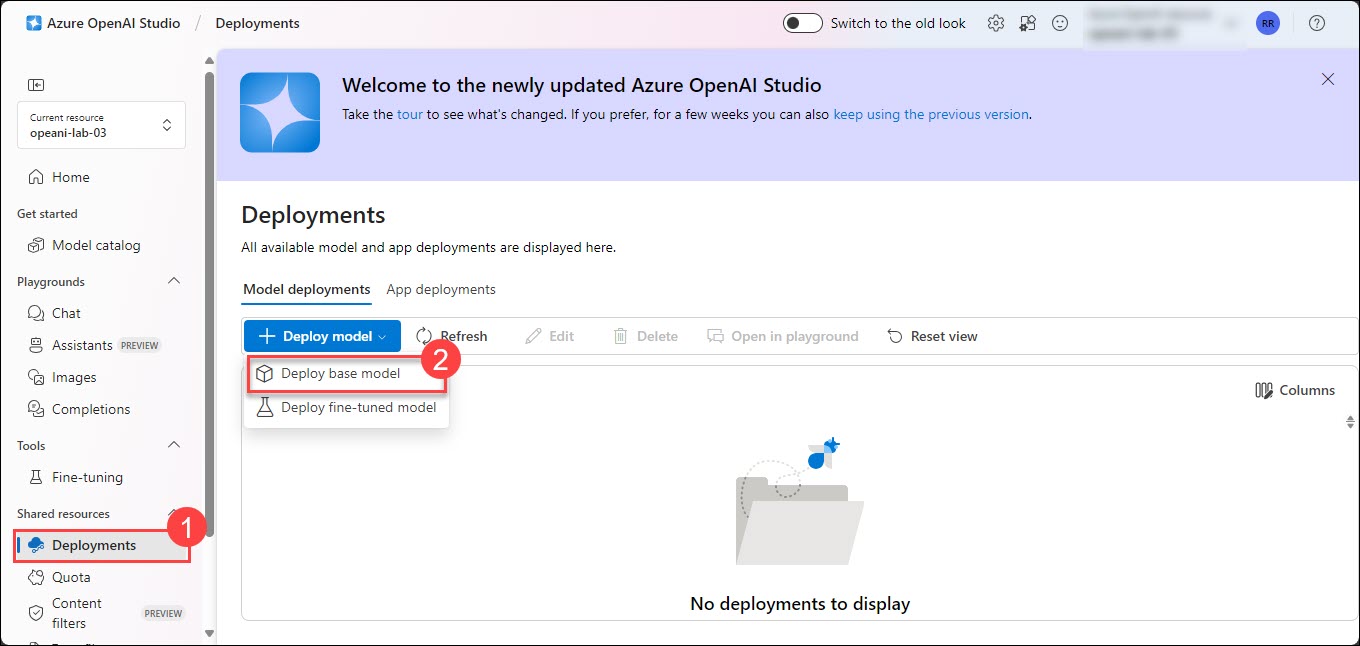 Azure OpenAI Studio / Deployments
Switch to the old look
RR
Current resource
opeani-lab-03
Home
Get started
Model catalog
Playgrounds
Chat
Assistants PREVIEW
Images
Completions
Tools
Fine-tuning
Shared resources
1
Deployments
Quota
Content
filters
PREVIEW
Welcome to the newly updated Azure OpenAI Studio
Take the tour to see what's changed. If you prefer, for a few weeks you can also keep using the previous version.
Deployments
All available model and app deployments are displayed here.
Model deployments App deployments
Deploy model Refresh Edit Delete Open in playground Reset view
2
Deploy base model
Deploy fine-tuned model
Columns
No deployments to display